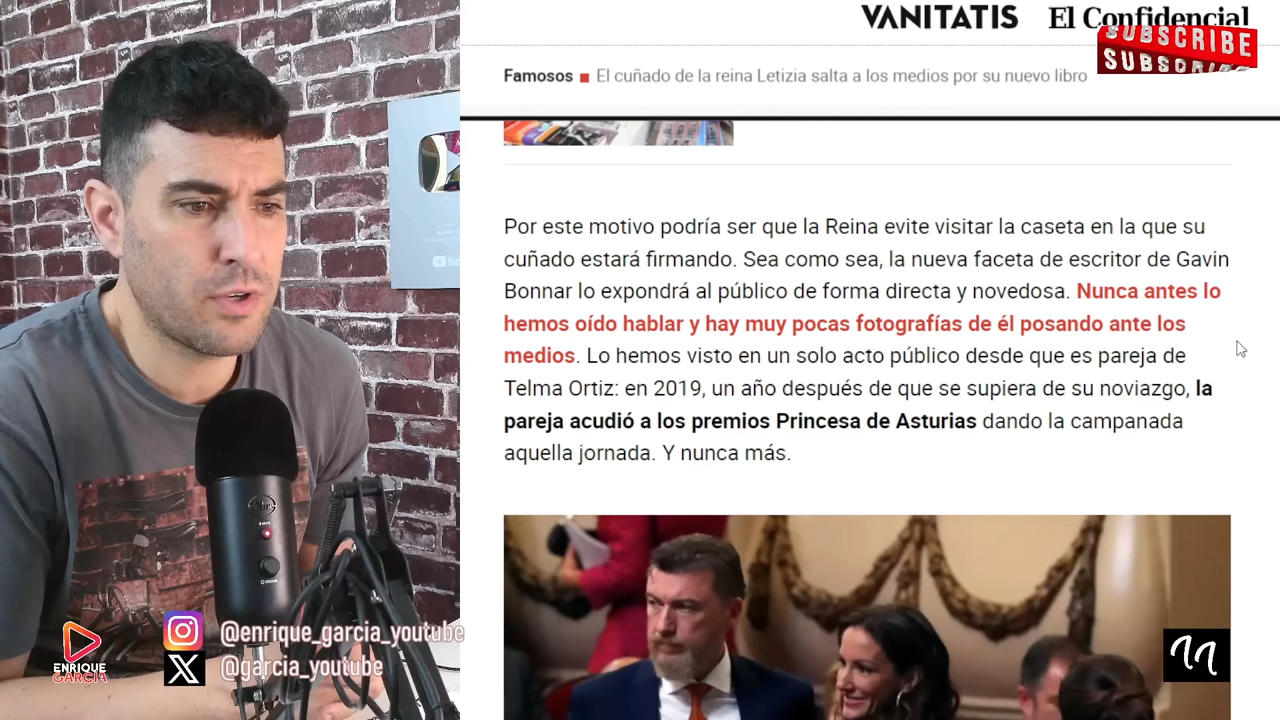 VANITATIS El Confidencial
SUBSCRIBE
SUBSCRIBE
Famosos ■ El cuñado de la reina Letizia salta a los medios por su nuevo libro
Por este motivo podría ser que la Reina evite visitar la caseta en la que su
cuñado estará firmando. Sea como sea, la nueva faceta de escritor de Gavin
Bonnar lo expondrá al público de forma directa y novedosa. Nunca antes lo
hemos oído hablar y hay muy pocas fotografías de él posando ante los
medios. Lo hemos visto en un solo acto público desde que es pareja de
Telma Ortiz: en 2019, un año después de que se supiera de su noviazgo, la
pareja acudió a los premios Princesa de Asturias dando la campanada
aquella jornada. Y nunca más.
@enrique_garcia_youtube
@garcia_youtube
ENRIQUE
GARCIA